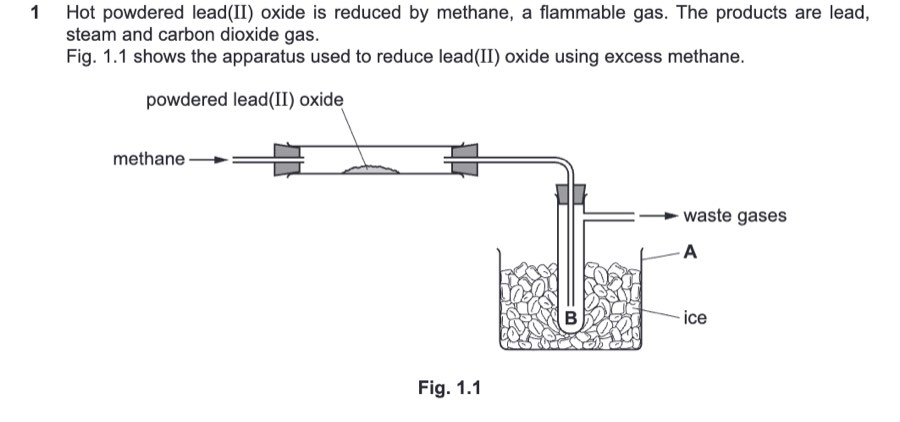 1 Hot powdered lead(II) oxide is reduced by methane, a flammable gas. The products are lead,
steam and carbon dioxide gas.
Fig. 1.1 shows the apparatus used to reduce lead(II) oxide using excess methane.
powdered lead(II) oxide
methane
waste gases
A
B
ice
Fig. 1.1